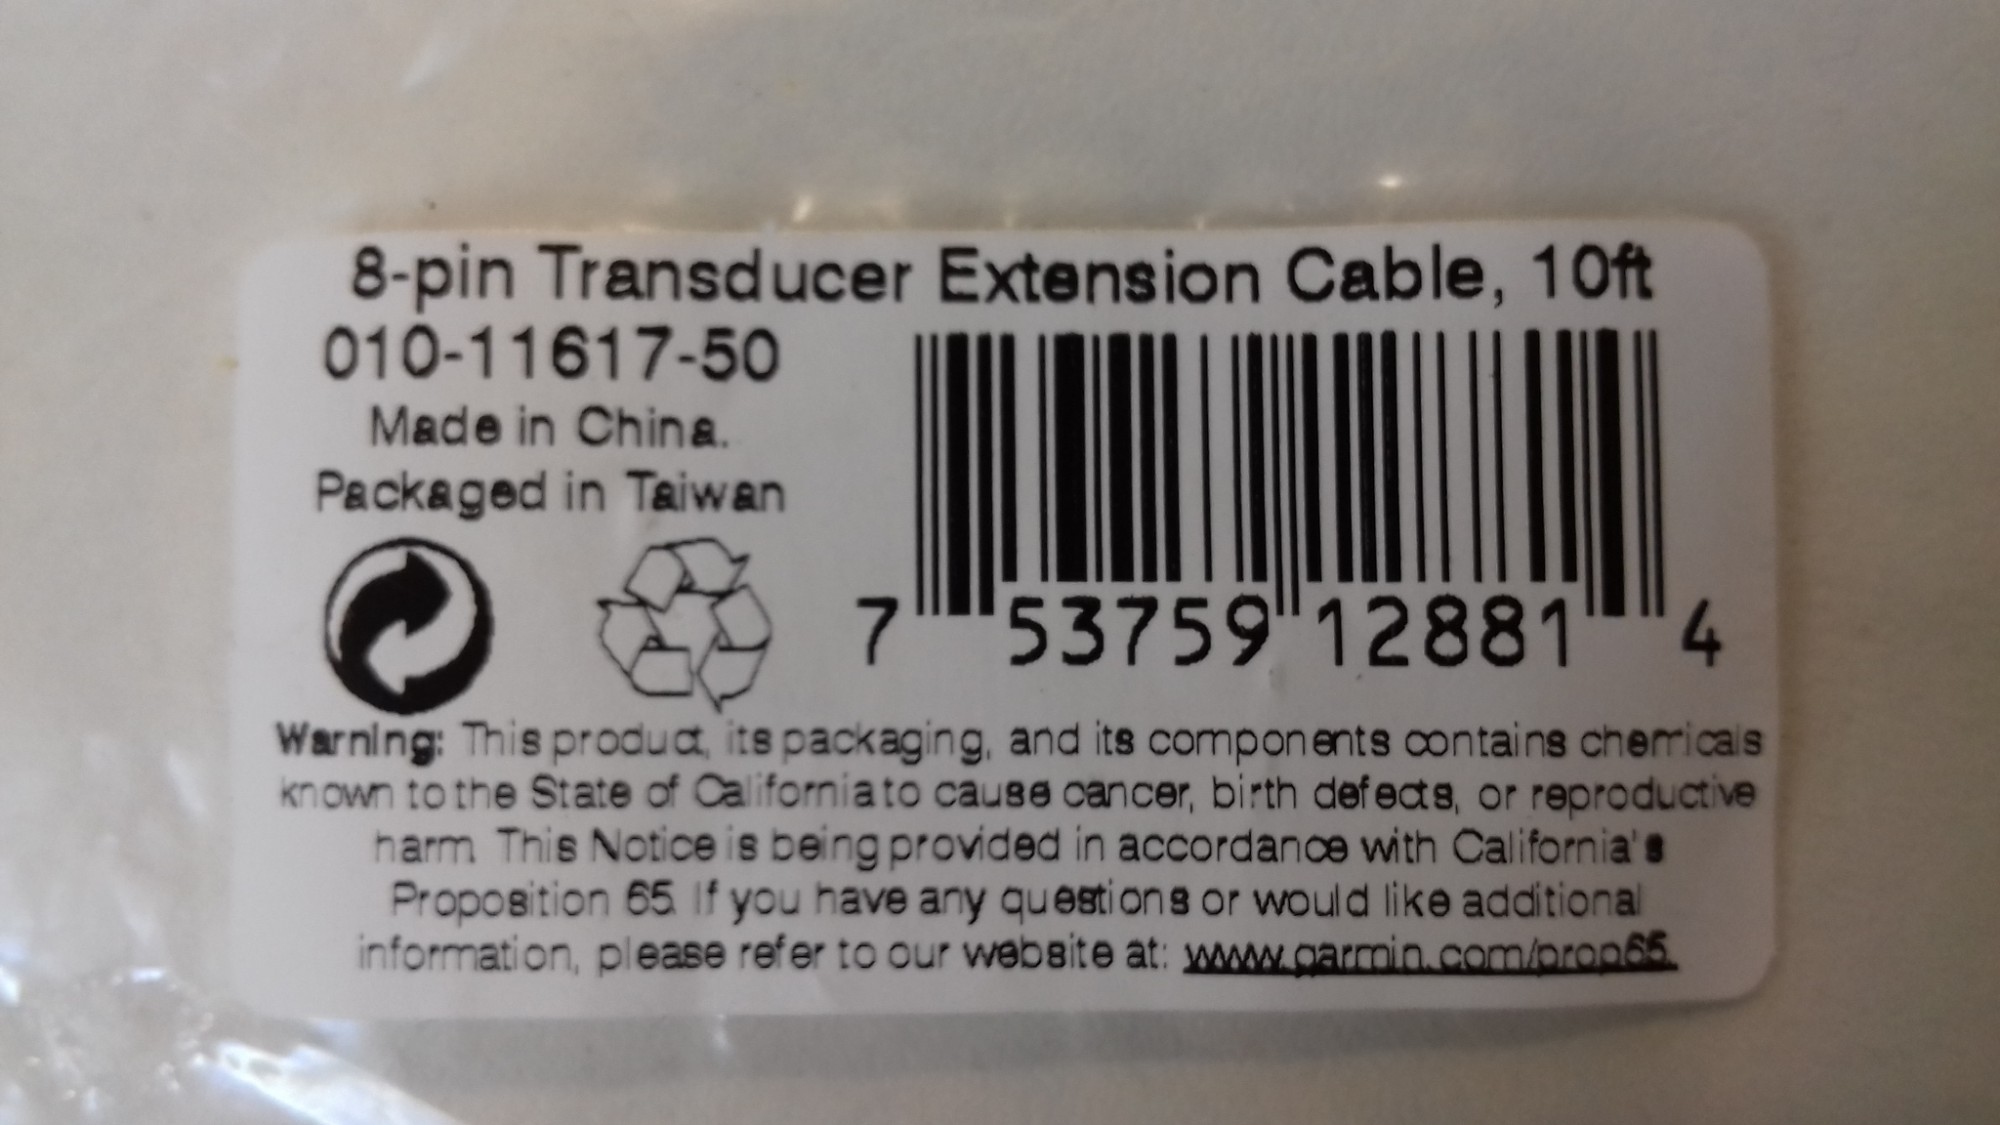 8-pin Transducer Extension Cable, 10ft
010-11617-50
Made in China.
Packaged in Taiwan
7 53759 12881 4
Warning: This product, its packaging, and its components contains chemicals
known to the State of California to cause cancer, birth defects, or reproductive
harm. This Notice is being provided in accordance with California's
Proposition 65. If you have any questions or would like additional
information, please refer to our website at: www.garmin.com/prop65.